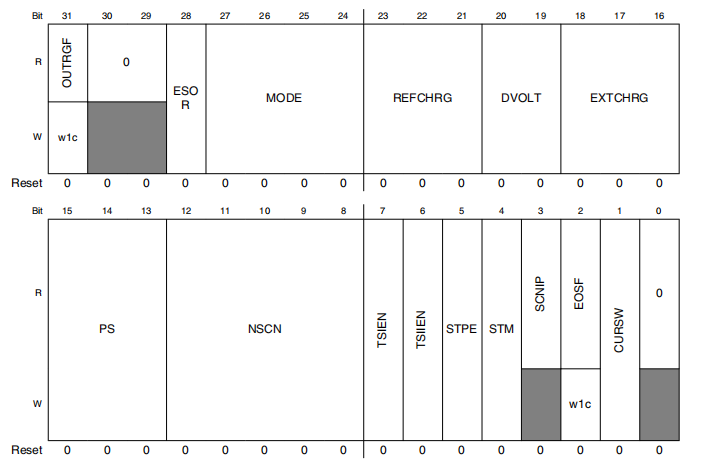 Bit 31 30 29 28 27 26 25 24 23 22 21 20 19 18 17 16
R OUTRGF 0 ESO R MODE REFCHRG DVOLT EXTCHRG
W w1c
Reset 0 0 0 0 0 0 0 0 0 0 0 0 0 0 0 0
Bit 15 14 13 12 11 10 9 8 7 6 5 4 3 2 1 0
R PS NSCN TSIEN TSIIEN STPE STM SCNIP EOSF CURSW 0
W w1c
Reset 0 0 0 0 0 0 0 0 0 0 0 0 0 0 0 0